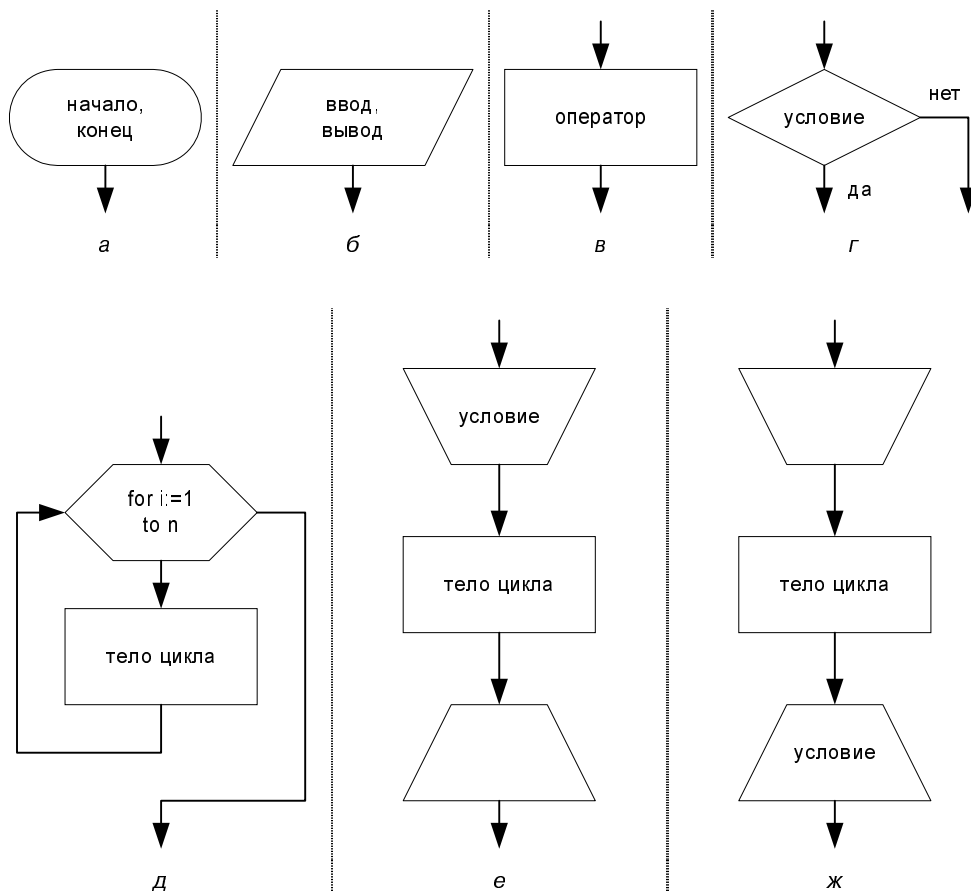 начало,
конец
ввод,
вывод
оператор
условие
нет
да
а
б
в
г
for i:=1
to n
тело цикла
условие
тело цикла
тело цикла
условие
д
е
ж